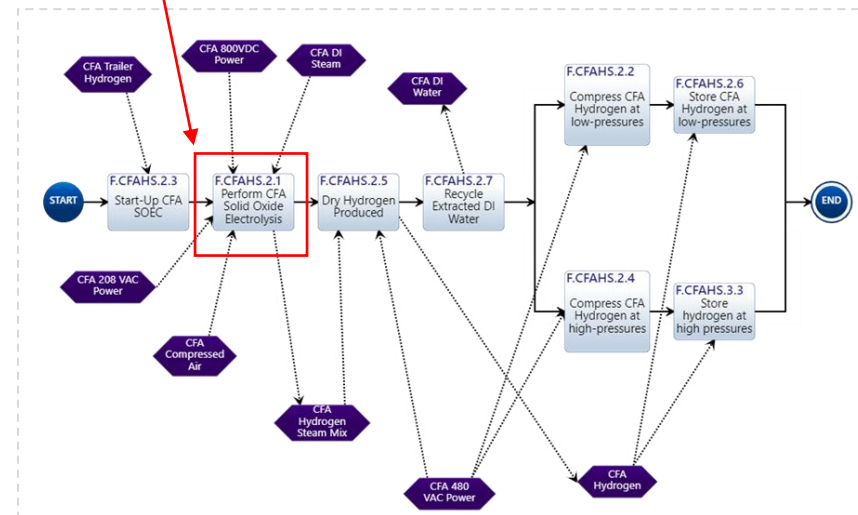 CFA Trailer
Hydrogen
CFA 800VDC
Power
CFA DI
Steam
CFA DI
Water
F.CFAHS.2.2
Compress CFA
Hydrogen at
low-pressures
F.CFAHS.2.6
Store CFA
Hydrogen at
low-pressures
START
F.CFAHS.2.3
Start-Up CFA
SOEC
F.CFAHS.2.1
Perform CFA
Solid Oxide
Electrolysis
F.CFAHS.2.5
Dry Hydrogen
Produced
F.CFAHS.2.7
Recycle
Extracted DI
Water
END
CFA 208 VAC
Power
F.CFAHS.2.4
Compress CFA
Hydrogen at
high-pressures
F.CFAHS.3.3
Store
hydrogen at
high pressures
CFA
Compressed
Air
CFA
Hydrogen
Steam Mix
CFA 480
VAC Power
CFA
Hydrogen